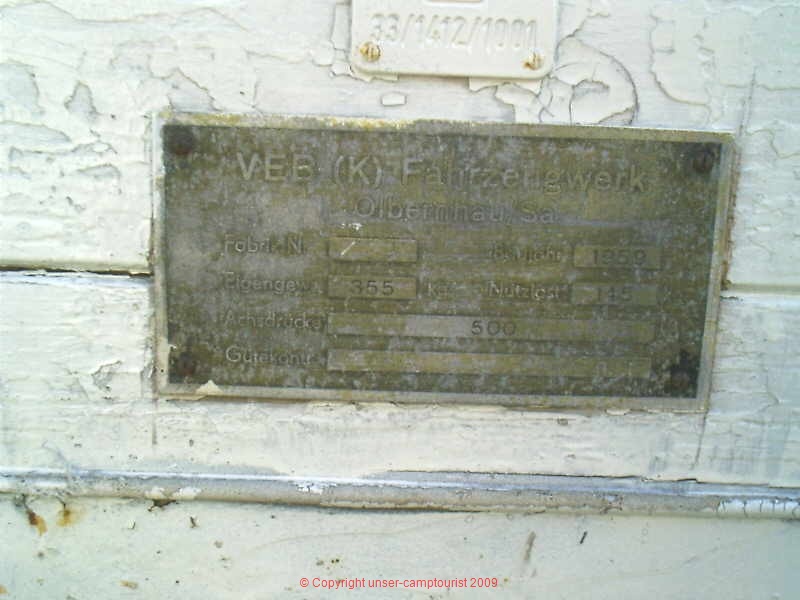 33/1412/1001
VEB (K) Fahrzeugwerk
Olbernhau/Sa.
Fabri.-Nr. Baujahr 1959
Eigengew. 355 kg Nutzlast 145
Achsdrücke 500
Gütekontr.
© Copyright unser-camptourist 2009